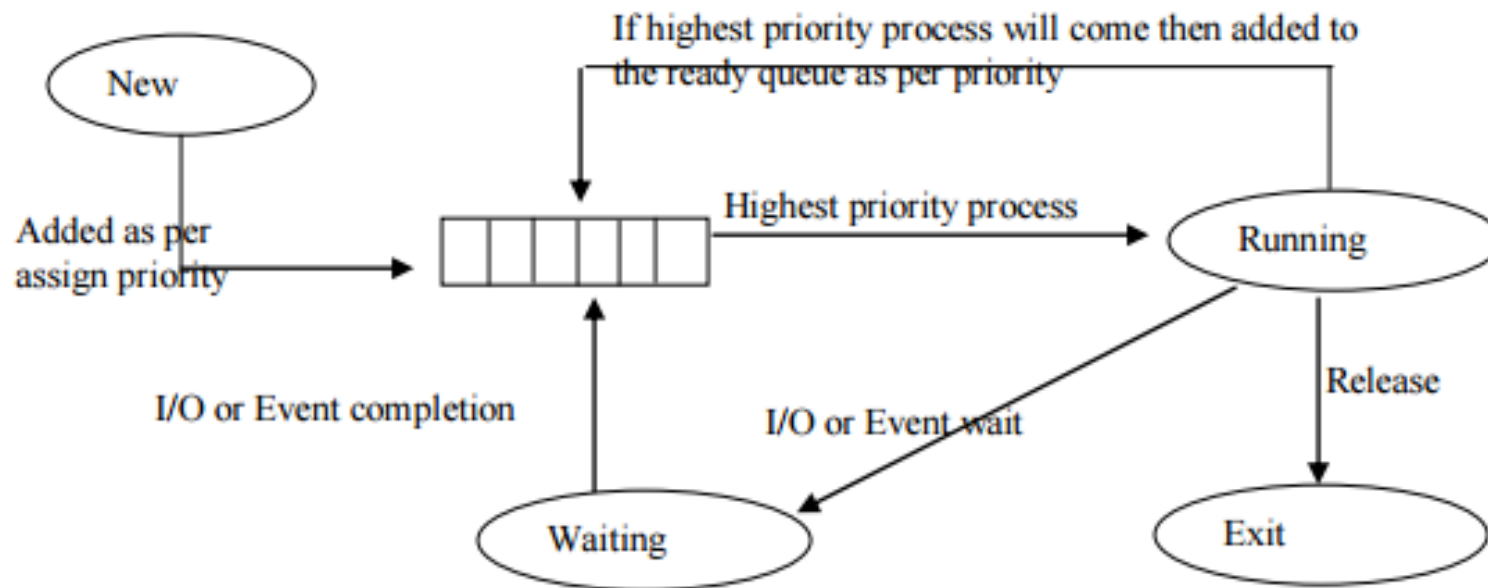 If highest priority process will come then added to
the ready queue as per priority
New
Highest priority process
Added as per
assign priority
Running
I/O or Event completion
I/O or Event wait
Release
Waiting
Exit